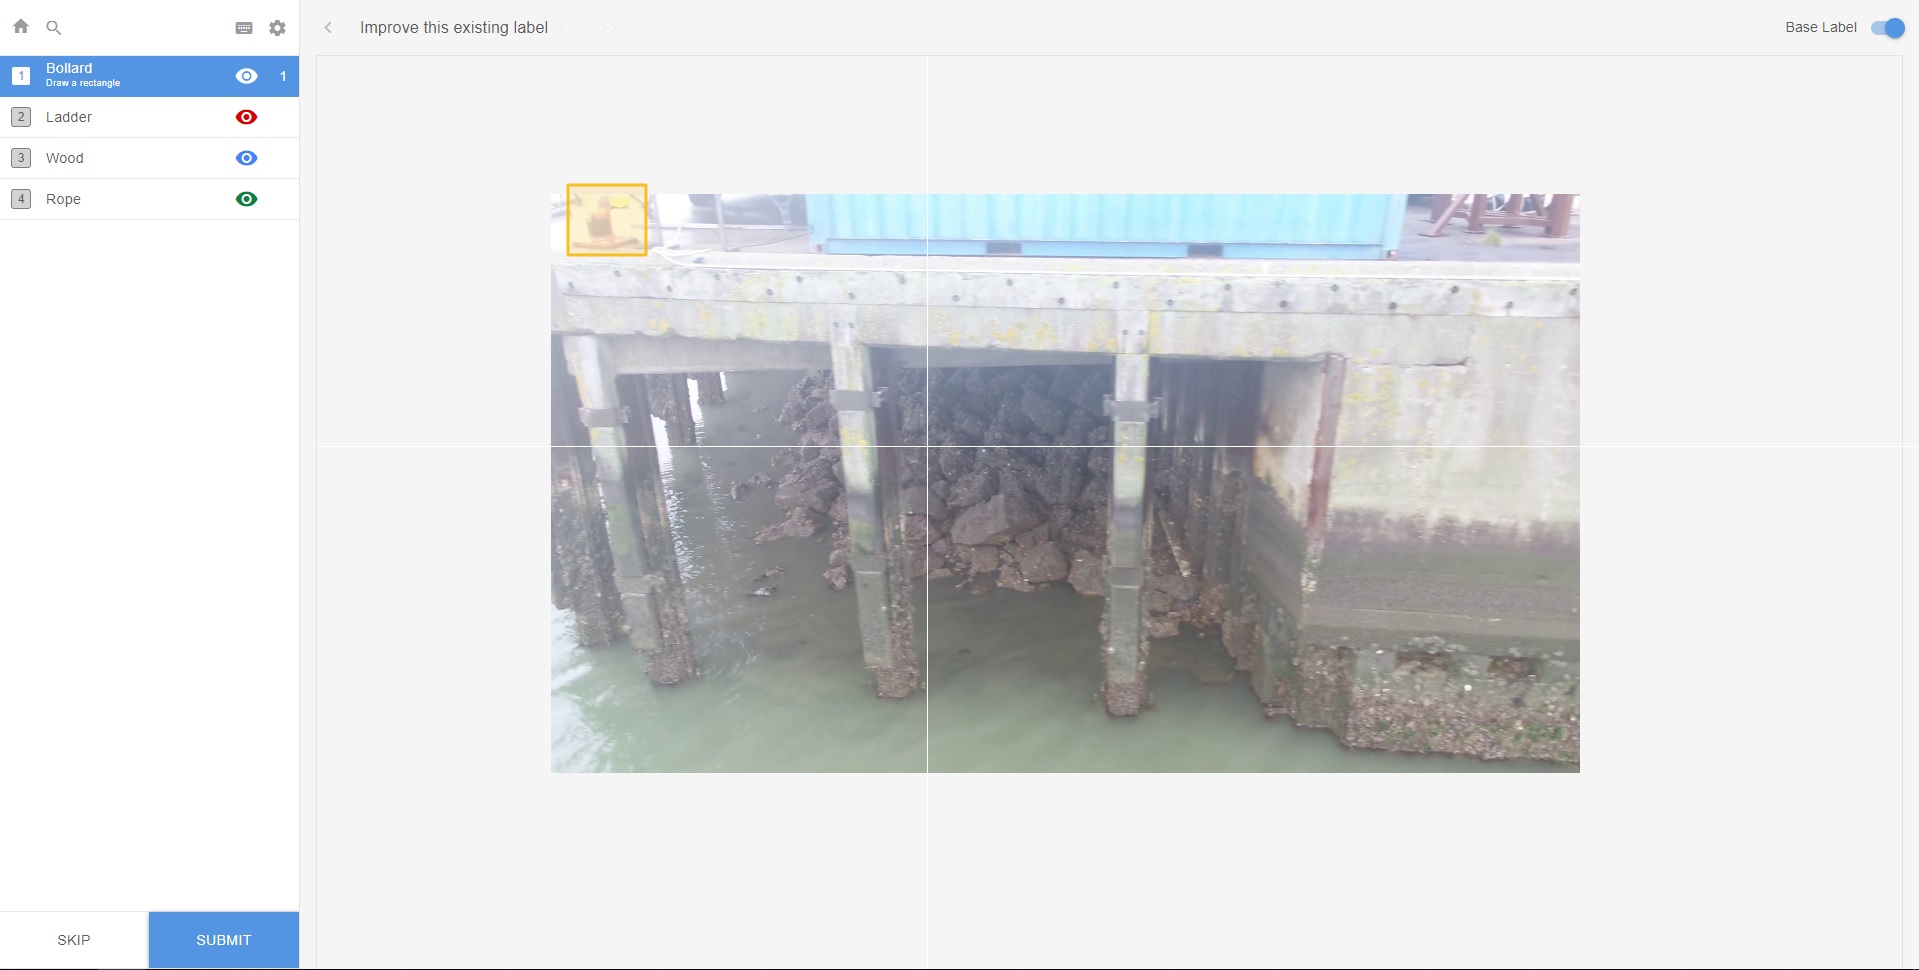 Improve this existing label
Base Label
1 Bollard 1
Draw a rectangle
2 Ladder
3 Wood
4 Rope
SKIP SUBMIT